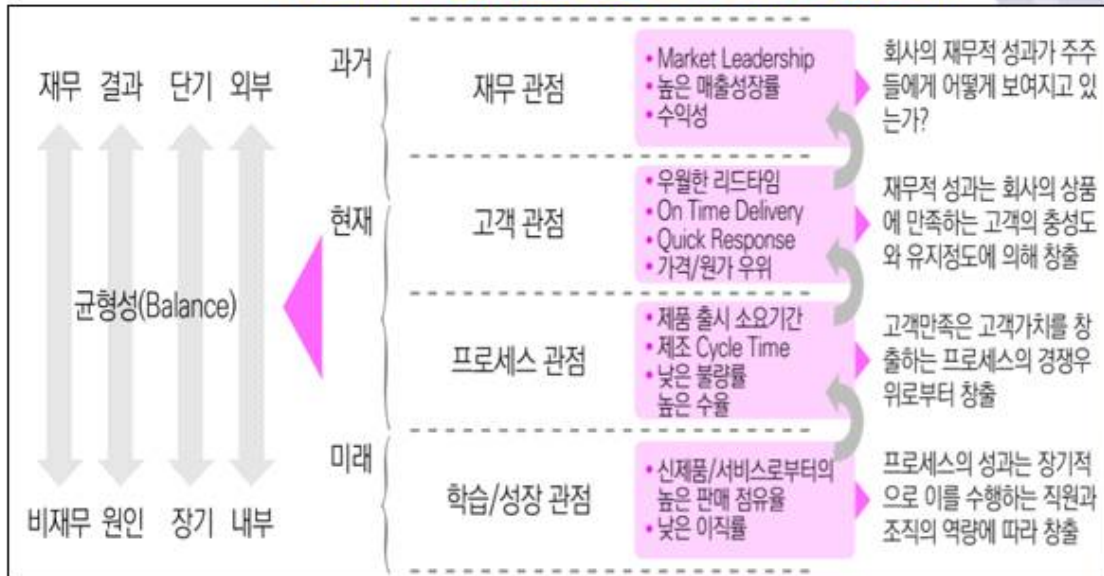 재무 결과 단기 외부
균형성(Balance)
비재무 원인 장기 내부
과거
현재
미래
재무 관점
• Market Leadership
• 높은 매출성장률
• 수익성
회사의 재무적 성과가 주주
들에게 어떻게 보여지고 있
는가?
고객 관점
• 우월한 리드타임
• On Time Delivery
• Quick Response
• 가격/원가 우위
재무적 성과는 회사의 상품
에 만족하는 고객의 충성도
와 유지정도에 의해 창출
프로세스 관점
• 제품 출시 소요기간
• 제조 Cycle Time
• 낮은 불량률
높은 수율
고객만족은 고객가치를 창
출하는 프로세스의 경쟁우
위로부터 창출
학습/성장 관점
• 신제품/서비스로부터의
높은 판매 점유율
• 낮은 이직률
프로세스의 성과는 장기적
으로 이를 수행하는 직원과
조직의 역량에 따라 창출